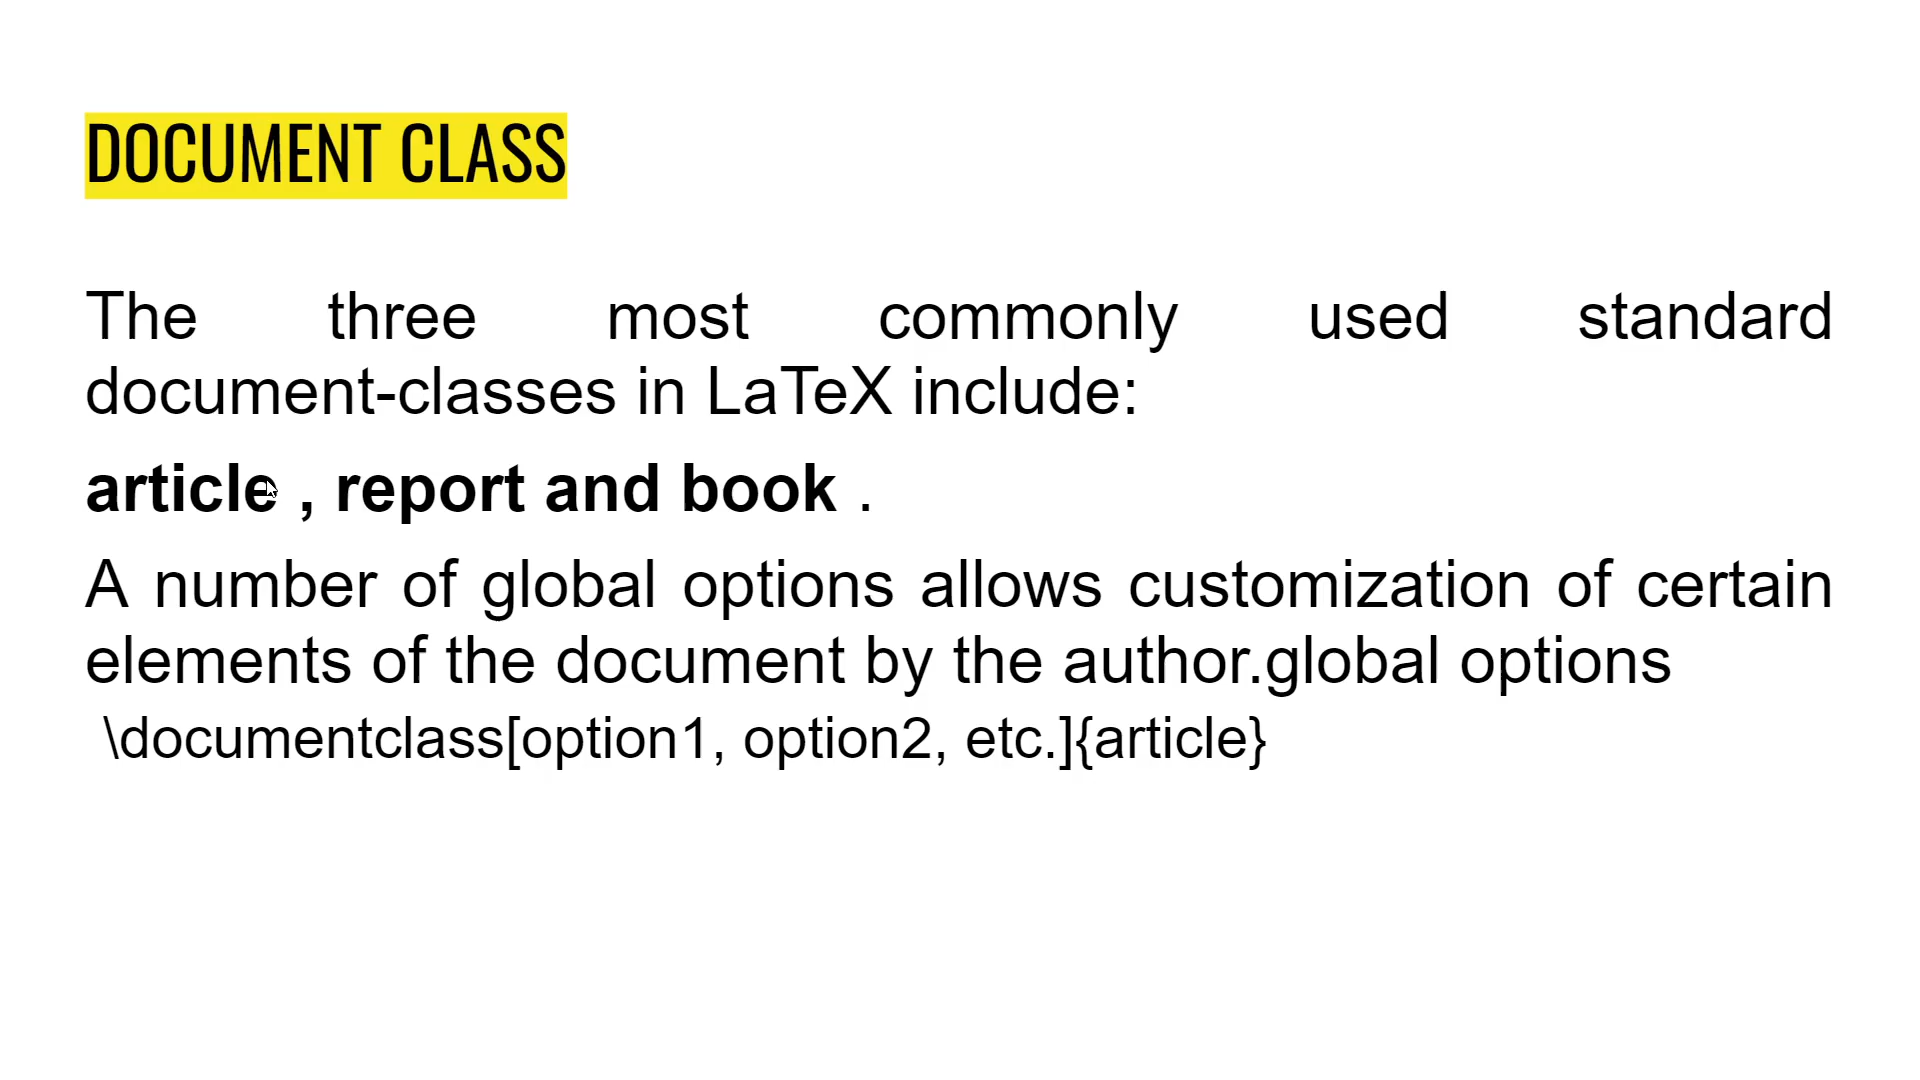 DOCUMENT CLASS
The three most commonly used standard
document-classes in LaTeX include:
article , report and book .
A number of global options allows customization of certain
elements of the document by the author.global options
\documentclass[option1, option2, etc.]{article}